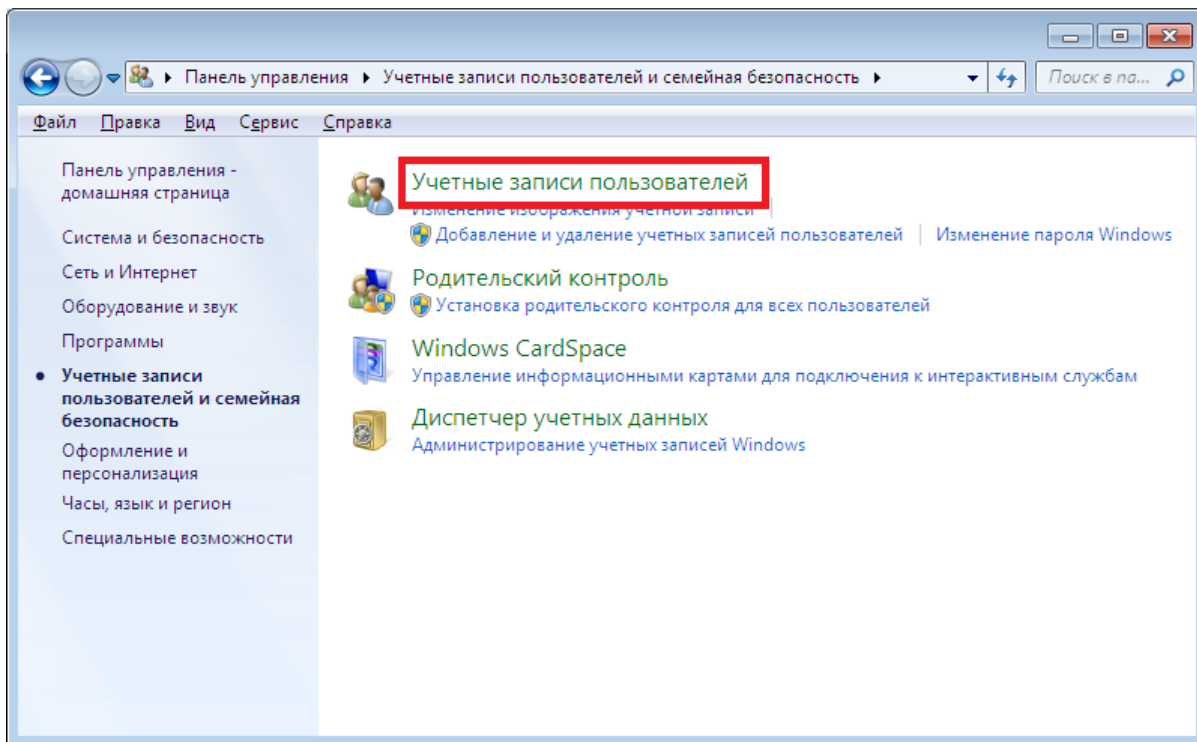 Панель управления ▸ Учетные записи пользователей и семейная безопасность ▸
Поиск в па...
Файл Правка Вид Сервис Справка
Панель управления -
домашняя страница
Система и безопасность
Сеть и Интернет
Оборудование и звук
Программы
Учетные записи
пользователей и семейная
безопасность
Оформление и
персонализация
Часы, язык и регион
Специальные возможности
Учетные записи пользователей
Изменение изображения учетной записи
Добавление и удаление учетных записей пользователей
Изменение пароля Windows
Родительский контроль
Установка родительского контроля для всех пользователей
Windows CardSpace
Управление информационными картами для подключения к интерактивным службам
Диспетчер учетных данных
Администрирование учетных записей Windows